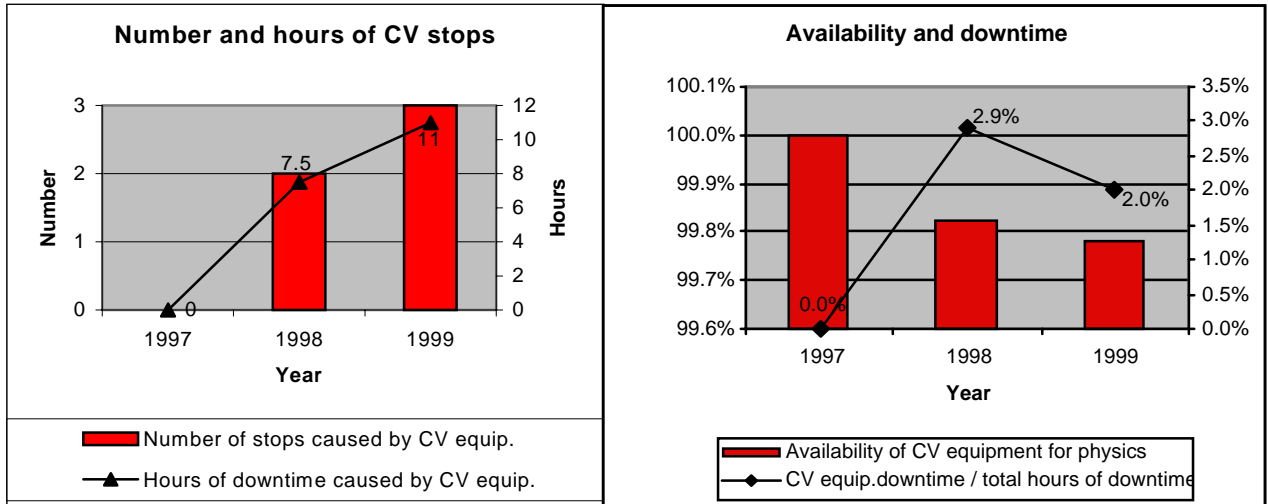 Number and hours of CV stops
3
2
1
0
Number
12
10
8
6
4
2
0
Hours
0
7.5
11
1997 1998 1999
Year
Number of stops caused by CV equip.
Hours of downtime caused by CV equip.
Availability and downtime
100.1%
100.0%
99.9%
99.8%
99.7%
99.6%
3.5%
3.0%
2.5%
2.0%
1.5%
1.0%
0.5%
0.0%
0.0%
2.9%
2.0%
1997 1998 1999
Year
Availability of CV equipment for physics
CV equip.downtime / total hours of downtime